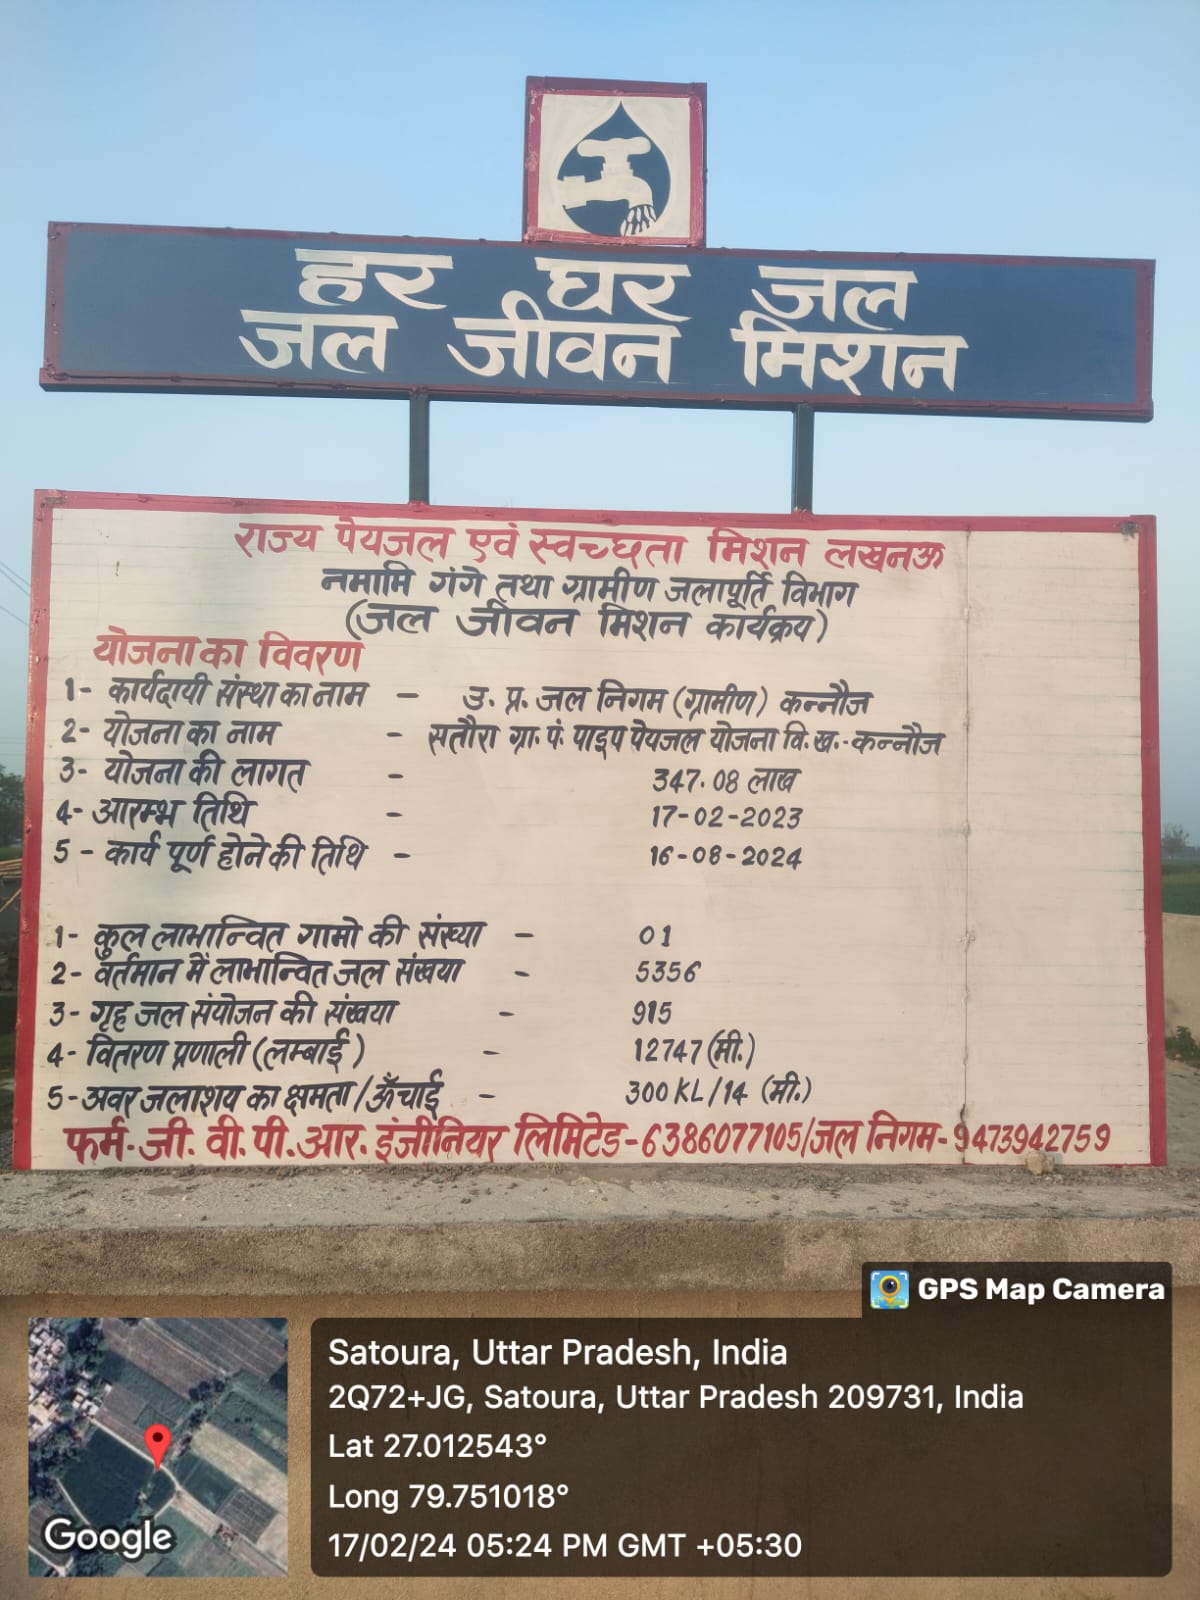 हर घर जल
जल जीवन मिशन
राज्य पेयजल एवं स्वच्छता मिशन लखनऊ
नमामि गंगे तथा ग्रामीण जलापूर्ति विभाग
(जल जीवन मिशन कार्यक्रय)
योजना का विवरण
1- कार्यदायी संस्था का नाम - उ. प्र. जल निगम (ग्रामीण) कन्नौज
2- योजना का नाम - सतौरा ग्रा. पं. पाइप पेयजल योजना वि. ख.- कन्नौज
3- योजना की लागत - 347.08 लाख
4- आरम्भ तिथि - 17-02-2023
5- कार्य पूर्ण होने की तिथि - 16-08-2024
1- कुल लाभान्वित गामो की संख्या - 01
2- वर्तमान में लाभान्वित जल संखया - 5356
3- गृह जल संयोजन की संखया - 915
4- वितरण प्रणाली (लम्बाई) - 12747 (मी.)
5- अवर जलाशय का क्षमता/ऊँचाई - 300 KL/14 (मी.)
फर्म- जी. वी. पी. आर. इंजीनियर लिमिटेड-6386077105/जल निगम-9473942759
GPS Map Camera
Satoura, Uttar Pradesh, India
2Q72+JG, Satoura, Uttar Pradesh 209731, India
Lat 27.012543°
Long 79.751018°
17/02/24 05:24 PM GMT +05:30
Google